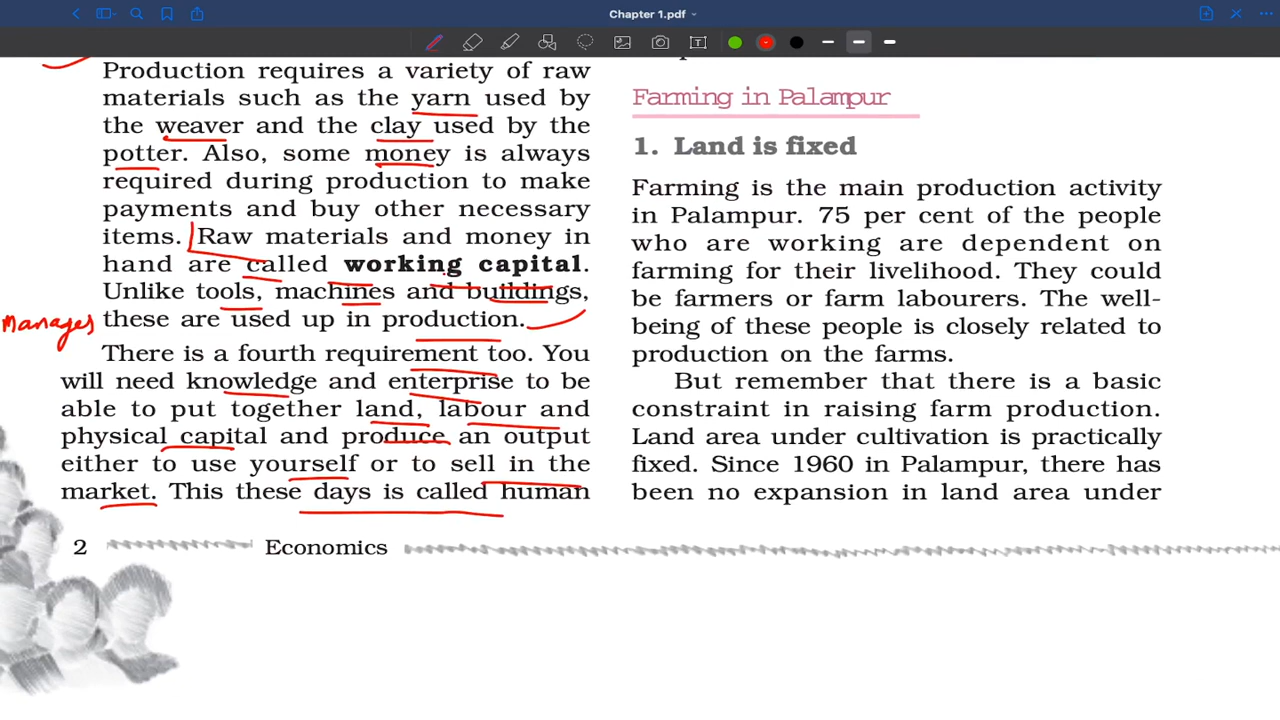 Chapter 1.pdf
Production requires a variety of raw
materials such as the yarn used by
the weaver and the clay used by the
potter. Also, some money is always
required during production to make
payments and buy other necessary
items. Raw materials and money in
hand are called working capital.
Unlike tools, machines and buildings,
Manages
these are used up in production.
There is a fourth requirement too. You
will need knowledge and enterprise to be
able to put together land, labour and
physical capital and produce an output
either to use yourself or to sell in the
market. This these days is called human
2
Economics
Farming in Palampur
1. Land is fixed
Farming is the main production activity
in Palampur. 75 per cent of the people
who are working are dependent on
farming for their livelihood. They could
be farmers or farm labourers. The well-
being of these people is closely related to
production on the farms.
But remember that there is a basic
constraint in raising farm production.
Land area under cultivation is practically
fixed. Since 1960 in Palampur, there has
been no expansion in land area under